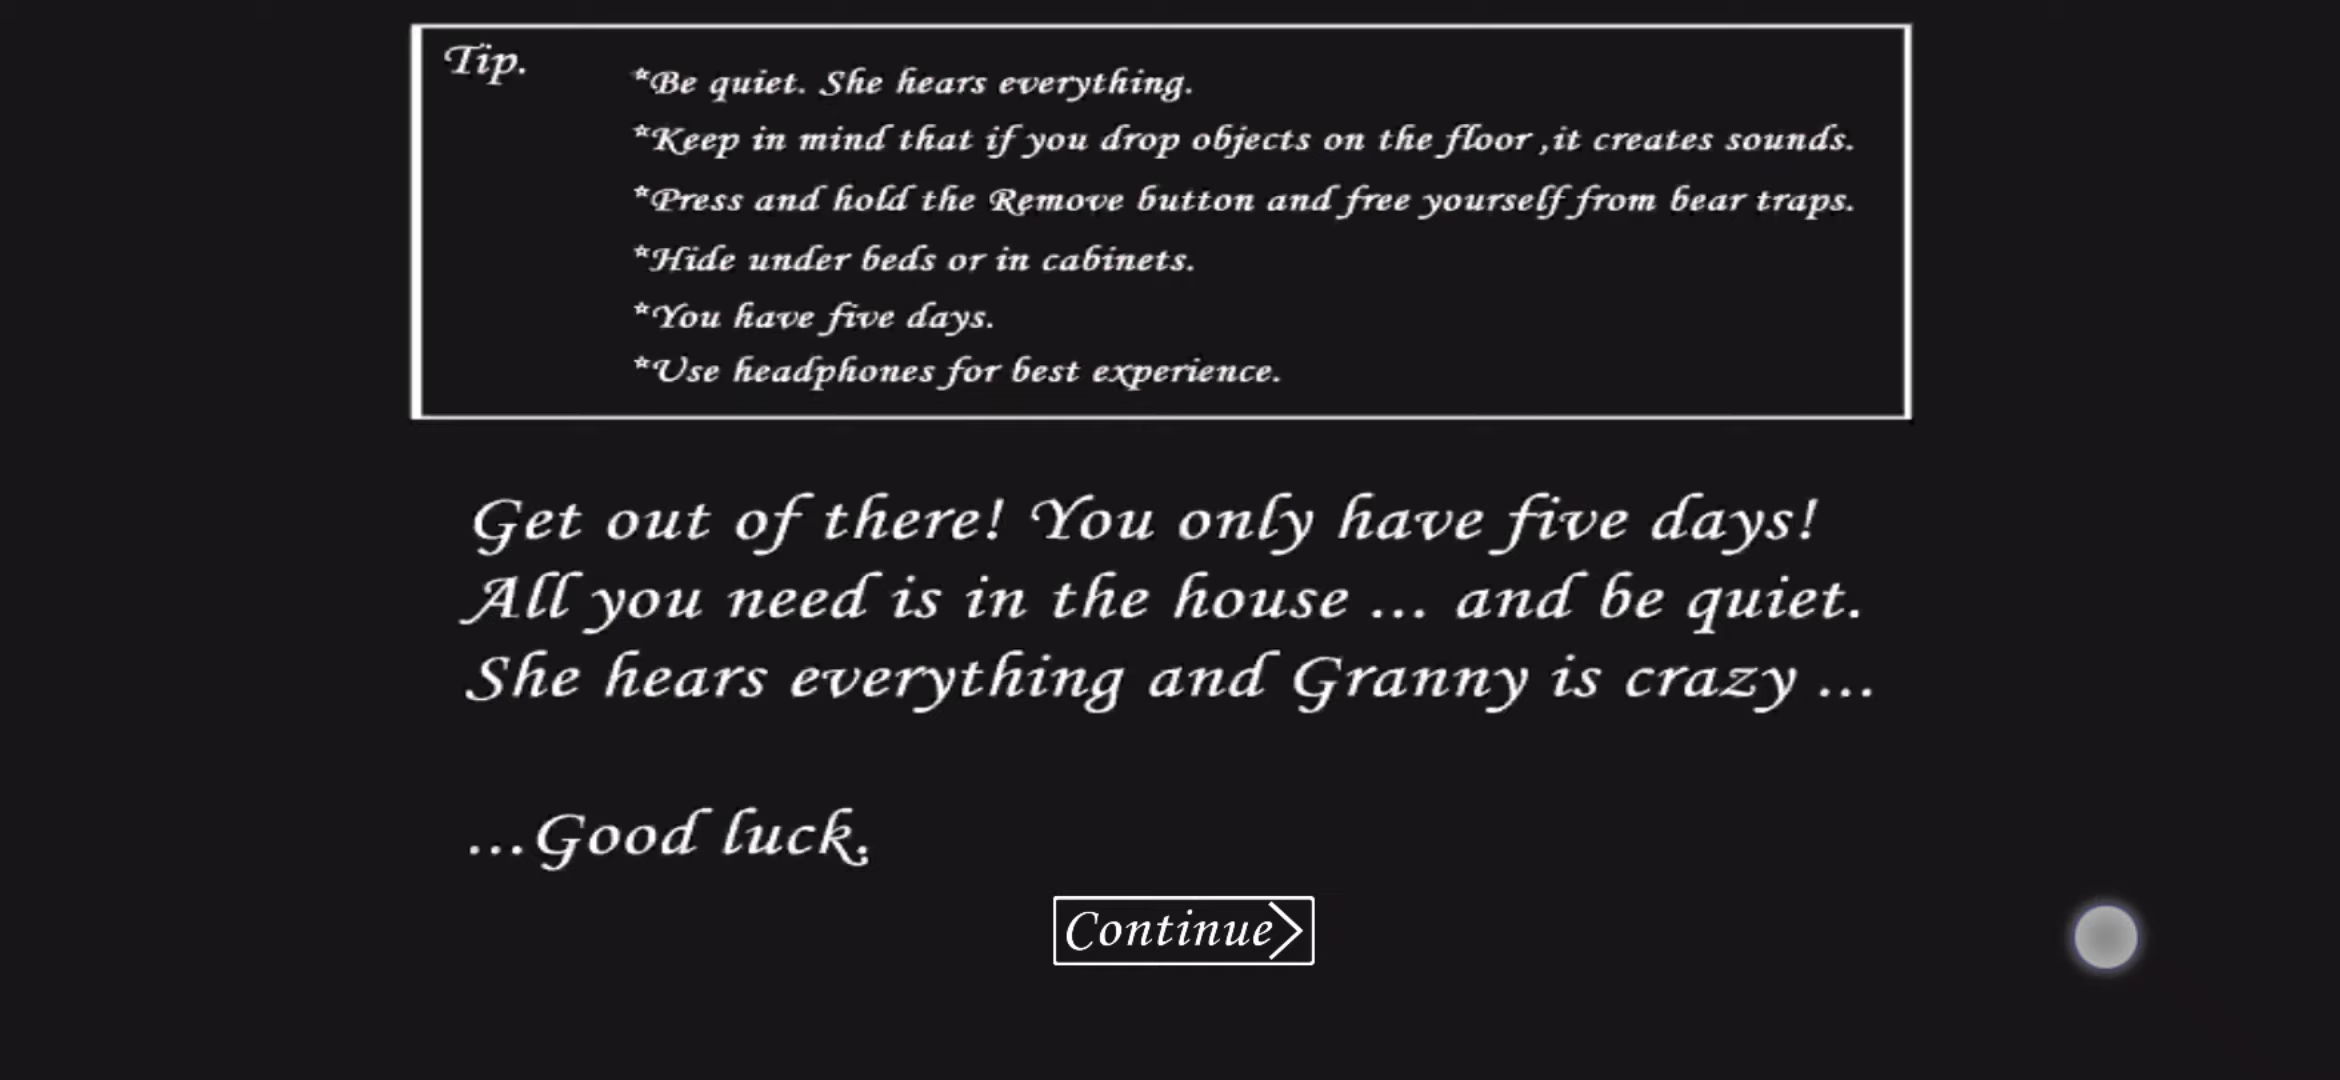 Tip.
*Be quiet. She hears everything.
*Keep in mind that if you drop objects on the floor ,it creates sounds.
*Press and hold the Remove button and free yourself from bear traps.
*Hide under beds or in cabinets.
*You have five days.
*Use headphones for best experience.
Get out of there! You only have five days!
All you need is in the house ... and be quiet.
She hears everything and Granny is crazy ...
...Good luck.
Continue